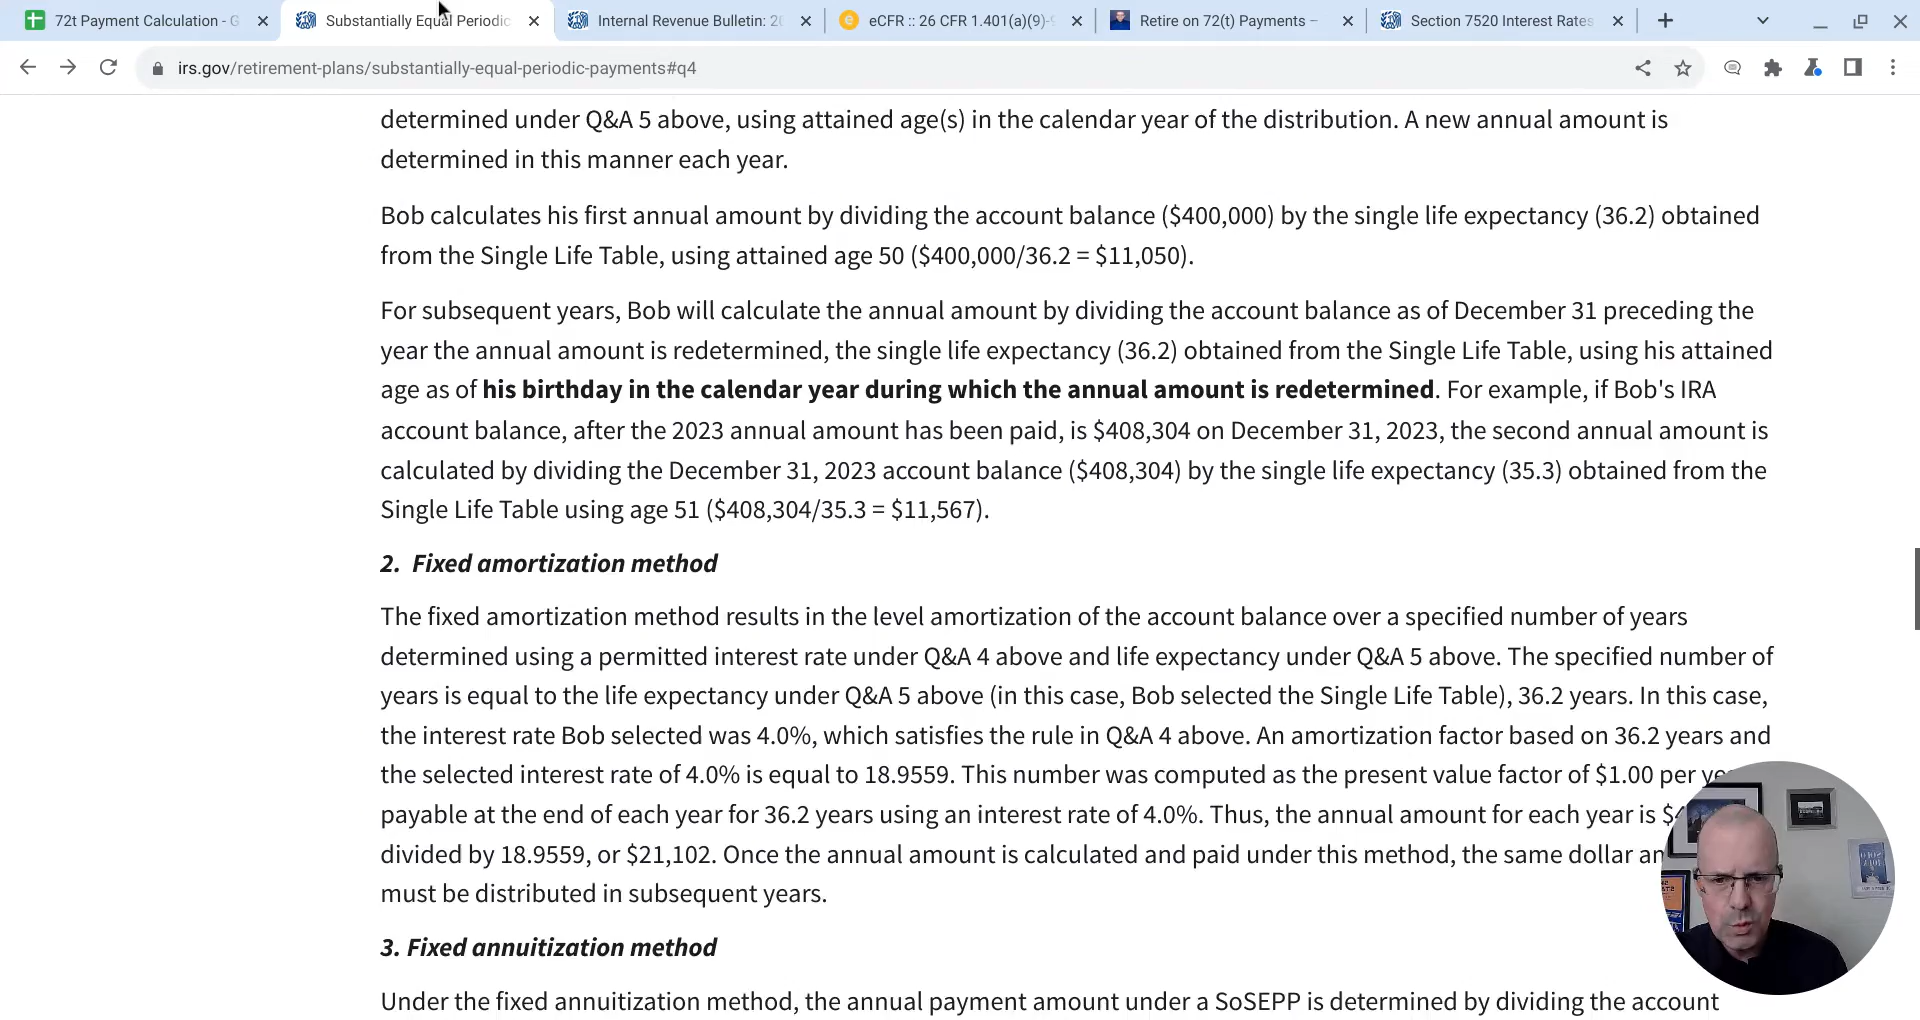 72t Payment Calculation - G
Substantially Equal Periodic
Internal Revenue Bulletin: 20
eCFR :: 26 CFR 1.401(a)(9)-9
Retire on 72(t) Payments –
Section 7520 Interest Rates
irs.gov/retirement-plans/substantially-equal-periodic-payments#q4
determined under Q&A 5 above, using attained age(s) in the calendar year of the distribution. A new annual amount is
determined in this manner each year.
Bob calculates his first annual amount by dividing the account balance ($400,000) by the single life expectancy (36.2) obtained
from the Single Life Table, using attained age 50 ($400,000/36.2 = $11,050).
For subsequent years, Bob will calculate the annual amount by dividing the account balance as of December 31 preceding the
year the annual amount is redetermined, the single life expectancy (36.2) obtained from the Single Life Table, using his attained
age as of his birthday in the calendar year during which the annual amount is redetermined. For example, if Bob's IRA
account balance, after the 2023 annual amount has been paid, is $408,304 on December 31, 2023, the second annual amount is
calculated by dividing the December 31, 2023 account balance ($408,304) by the single life expectancy (35.3) obtained from the
Single Life Table using age 51 ($408,304/35.3 = $11,567).
2. Fixed amortization method
The fixed amortization method results in the level amortization of the account balance over a specified number of years
determined using a permitted interest rate under Q&A 4 above and life expectancy under Q&A 5 above. The specified number of
years is equal to the life expectancy under Q&A 5 above (in this case, Bob selected the Single Life Table), 36.2 years. In this case,
the interest rate Bob selected was 4.0%, which satisfies the rule in Q&A 4 above. An amortization factor based on 36.2 years and
the selected interest rate of 4.0% is equal to 18.9559. This number was computed as the present value factor of $1.00 per
payable at the end of each year for 36.2 years using an interest rate of 4.0%. Thus, the annual amount for each year is
divided by 18.9559, or $21,102. Once the annual amount is calculated and paid under this method, the same dollar
must be distributed in subsequent years.
3. Fixed annuitization method
Under the fixed annuitization method, the annual payment amount under a SoSEPP is determined by dividing the account